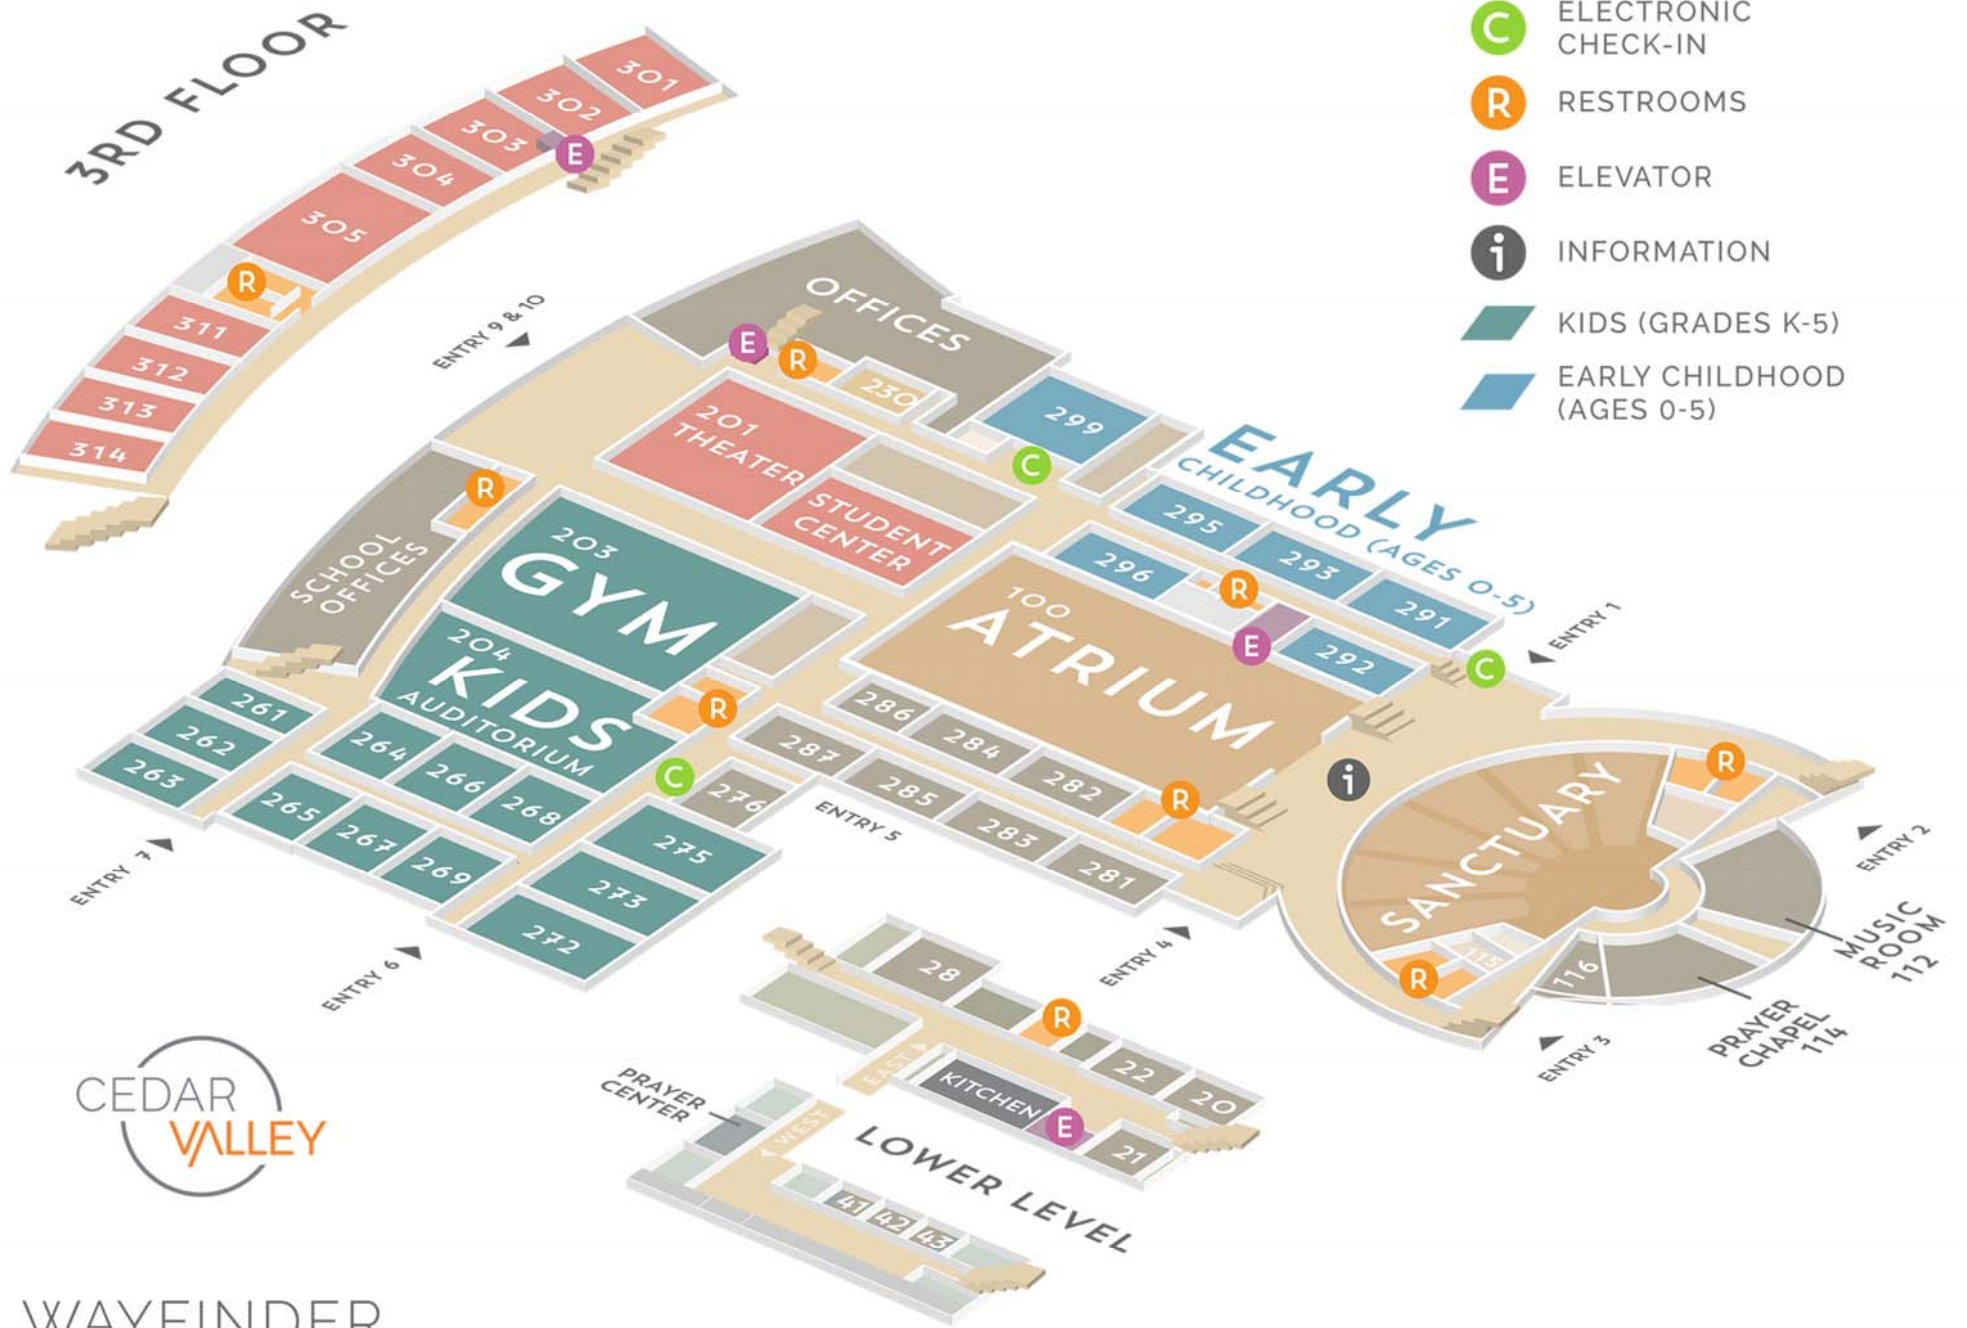 3RD FLOOR
301
302
303
E
304
305
R
311
312
313
314
C
ELECTRONIC
CHECK-IN
R
RESTROOMS
E
ELEVATOR
i
INFORMATION
KIDS (GRADES K-5)
EARLY CHILDHOOD
(AGES 0-5)
ENTRY 9 & 10
OFFICES
E
R
230
299
C
201
THEATER
STUDENT
CENTER
EARLY
CHILDHOOD (AGES 0-5)
295
293
291
296
R
E
292
C
ENTRY 1
R
SCHOOL
OFFICES
203
GYM
204
KIDS
AUDITORIUM
R
C
100
ATRIUM
261
262
263
264
266
268
265
267
269
276
275
273
272
286
284
282
R
287
285
283
281
i
SANCTUARY
R
115
R
116
ENTRY 2
MUSIC
ROOM
112
PRAYER
CHAPEL
114
ENTRY 3
ENTRY 4
ENTRY 5
ENTRY 6
ENTRY 7
28
R
22
20
EAST
KITCHEN
E
21
PRAYER
CENTER
WEST
LOWER LEVEL
41
42
43
CEDAR
VALLEY
WAYFINDER